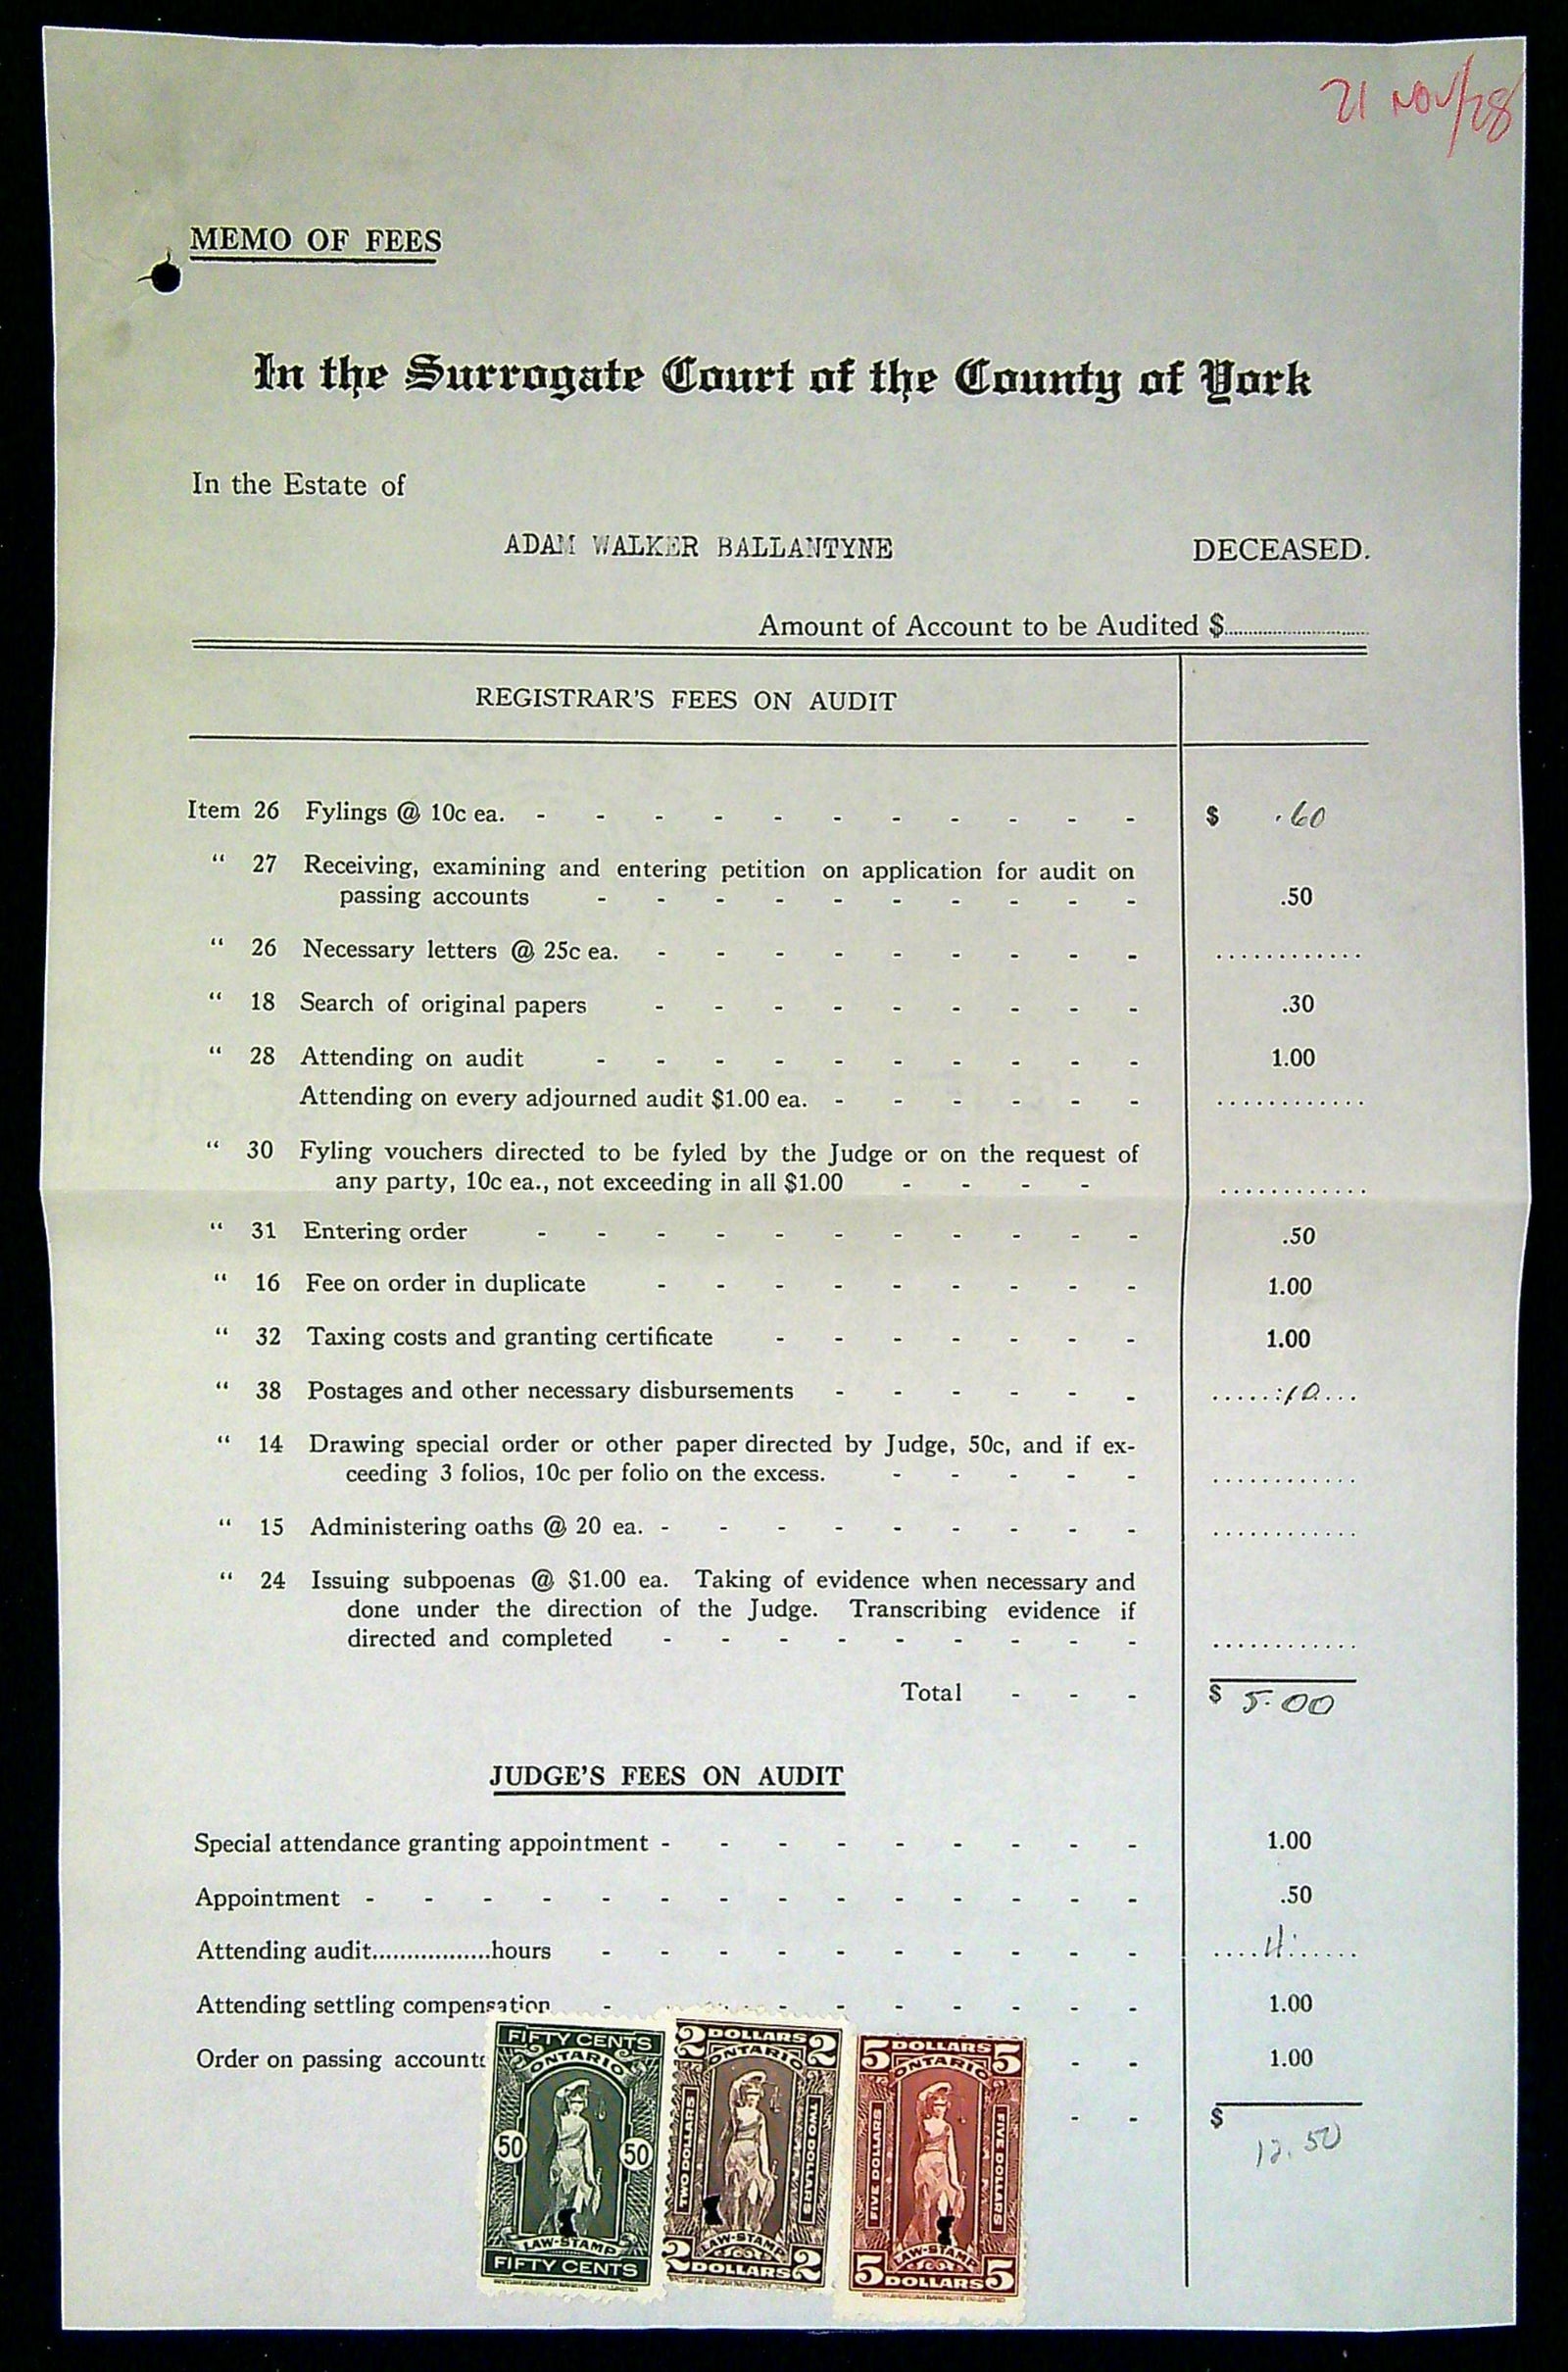 21 NOV/28
MEMO OF FEES
In the Surrogate Court of the County of York
In the Estate of
ADAM WALKER BALLANTYNE DECEASED.
Amount of Account to be Audited $
REGISTRAR'S FEES ON AUDIT
Item 26 Fylings @ 10c ea. - - - - - - - - - - - $ .60
" 27 Receiving, examining and entering petition on application for audit on
passing accounts - - - - - - - - - - .50
" 26 Necessary letters @ 25c ea. - - - - - - - - - ............
" 18 Search of original papers - - - - - - - - - .30
" 28 Attending on audit - - - - - - - - - - 1.00
Attending on every adjourned audit $1.00 ea. - - - - - - ............
" 30 Fyling vouchers directed to be fyled by the Judge or on the request of
any party, 10c ea., not exceeding in all $1.00 - - - - ............
" 31 Entering order - - - - - - - - - - - .50
" 16 Fee on order in duplicate - - - - - - - - - 1.00
" 32 Taxing costs and granting certificate - - - - - - - 1.00
" 38 Postages and other necessary disbursements - - - - - - .10
" 14 Drawing special order or other paper directed by Judge, 50c, and if ex-
ceeding 3 folios, 10c per folio on the excess. - - - - - ............
" 15 Administering oaths @ 20 ea. - - - - - - - - - ............
" 24 Issuing subpoenas @ $1.00 ea. Taking of evidence when necessary and
done under the direction of the Judge. Transcribing evidence if
directed and completed - - - - - - - - - ............
Total - - - $ 5.00
JUDGE'S FEES ON AUDIT
Special attendance granting appointment - - - - - - - - - 1.00
Appointment - - - - - - - - - - - - - - .50
Attending audit.................hours - - - - - - - - - -
Attending settling compensation - - - - - - - - - 1.00
Order on passing accounts - - 1.00
- - $
12.50
FIFTY CENTS
ONTARIO
50 50
LAW-STAMP
FIFTY CENTS
2 DOLLARS 2
ONTARIO
TWO DOLLARS TWO DOLLARS
LAW-STAMP
2 DOLLARS 2
5 DOLLARS 5
ONTARIO
FIVE DOLLARS FIVE DOLLARS
LAW-STAMP
5 DOLLARS 5